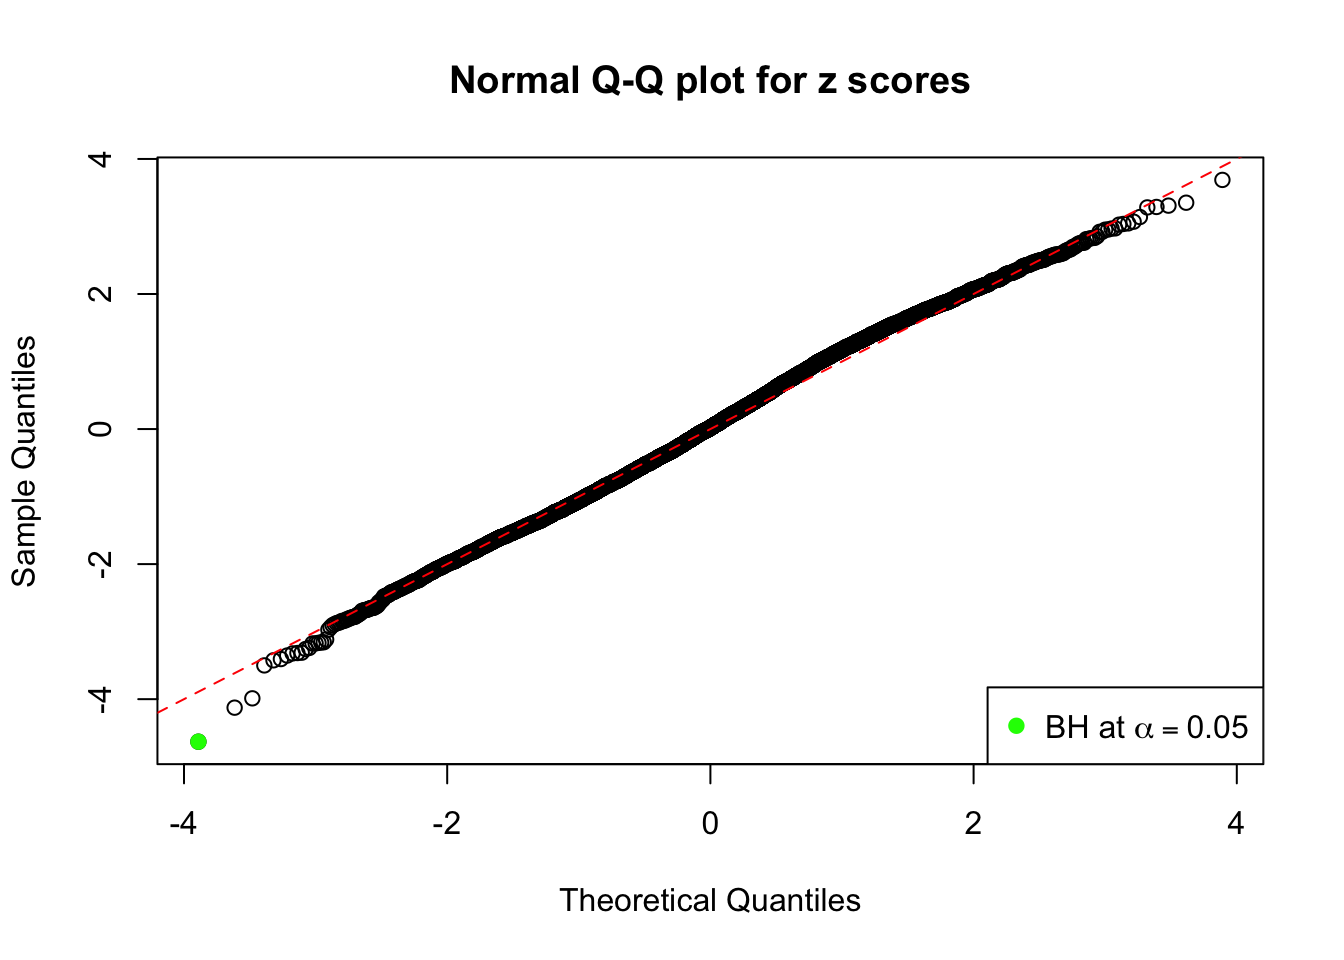 Normal Q-Q plot for z scores
Sample Quantiles
4
2
0
-2
-4
BH at α = 0.05
-4 -2 0 2 4
Theoretical Quantiles